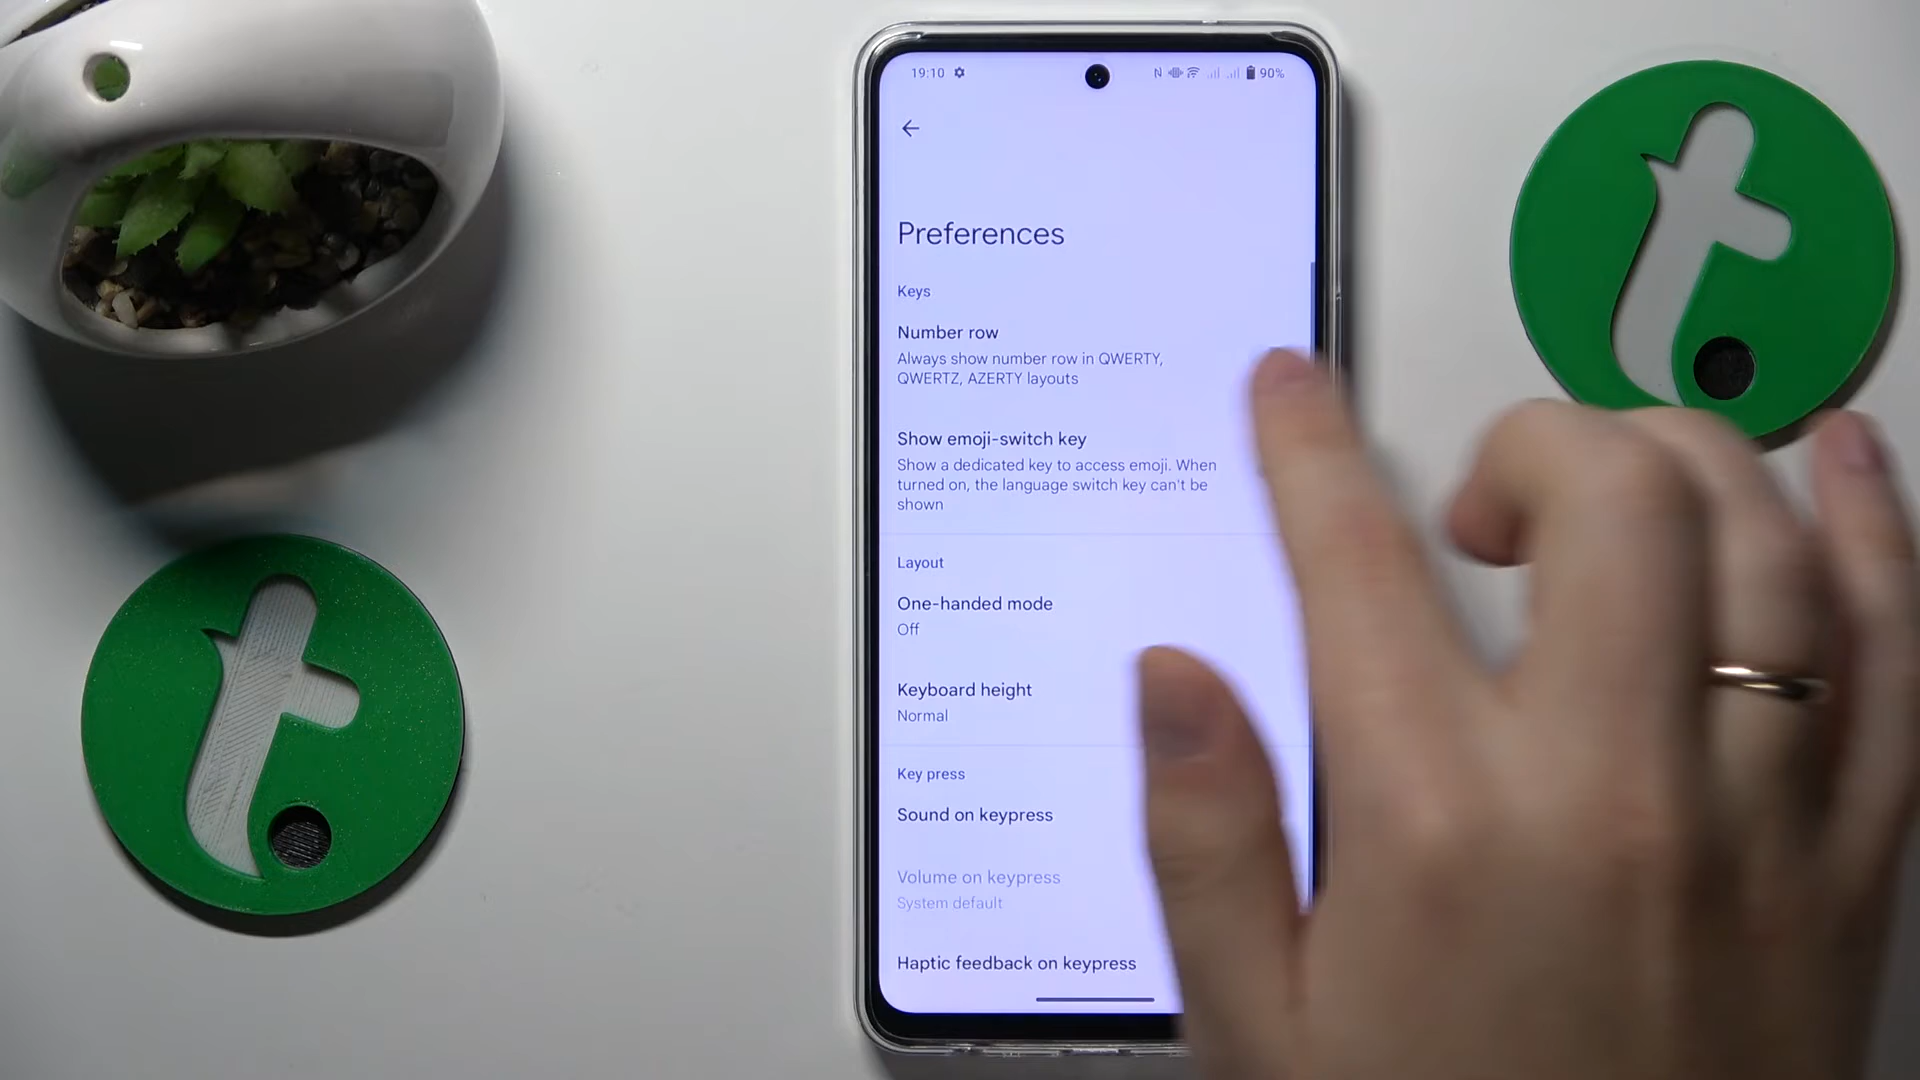 19:10
90%
Preferences
Keys
Number row
Always show number row in QWERTY,
QWERTZ, AZERTY layouts
Show emoji-switch key
Show a dedicated key to access emoji. When
turned on, the language switch key can't be
shown
Layout
One-handed mode
Off
Keyboard height
Normal
Key press
Sound on keypress
Volume on keypress
System default
Haptic feedback on keypress